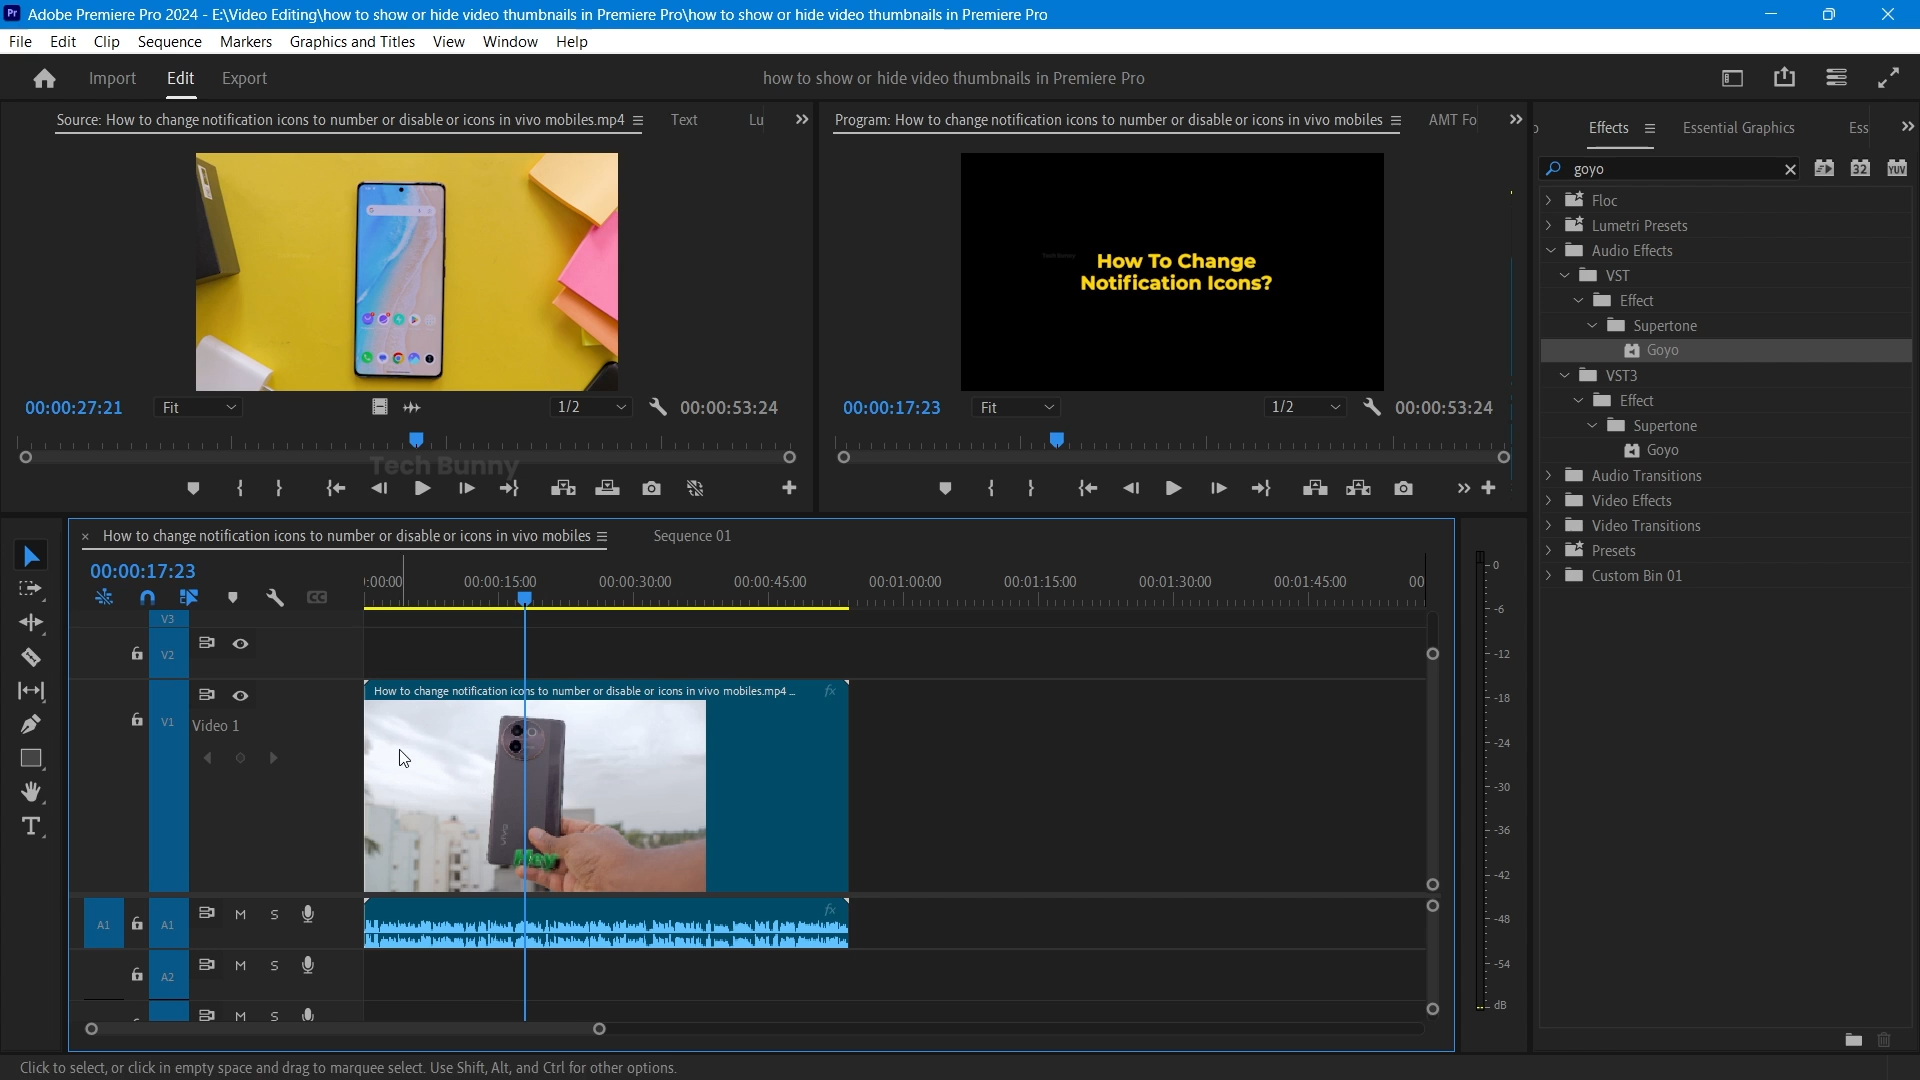 Pr Adobe Premiere Pro 2024 - E:\Video Editing\how to show or hide video thumbnails in Premiere Pro\how to show or hide video thumbnails in Premiere Pro
File Edit Clip Sequence Markers Graphics and Titles View Window Help
Import Edit Export how to show or hide video thumbnails in Premiere Pro
Source: How to change notification icons to number or disable or icons in vivo mobiles.mp4 Text Lu
Program: How to change notification icons to number or disable or icons in vivo mobiles AMT Fo
Effects Essential Graphics Ess
goyo 32 YUV
Floc
Lumetri Presets
Audio Effects
VST
Effect
Supertone
Goyo
VST3
Effect
Supertone
Goyo
Audio Transitions
Video Effects
Video Transitions
Presets
Custom Bin 01
Tech Bunny
How To Change
Notification Icons?
00:00:27:21 Fit 1/2 00:00:53:24
00:00:17:23 Fit 1/2 00:00:53:24
Tech Bunny
How to change notification icons to number or disable or icons in vivo mobiles Sequence 01
00:00:17:23
:00:00 00:00:15:00 00:00:30:00 00:00:45:00 00:01:00:00 00:01:15:00 00:01:30:00 00:01:45:00 00
CC
V3
V2
How to change notification icons to number or disable or icons in vivo mobiles.mp4 ... fx
V1 Video 1
May
A1 A1 M S fx
A2 M S
M S
0
-6
-12
-18
-24
-30
-36
-42
-48
-54
dB
Click to select, or click in empty space and drag to marquee select. Use Shift, Alt, and Ctrl for other options.